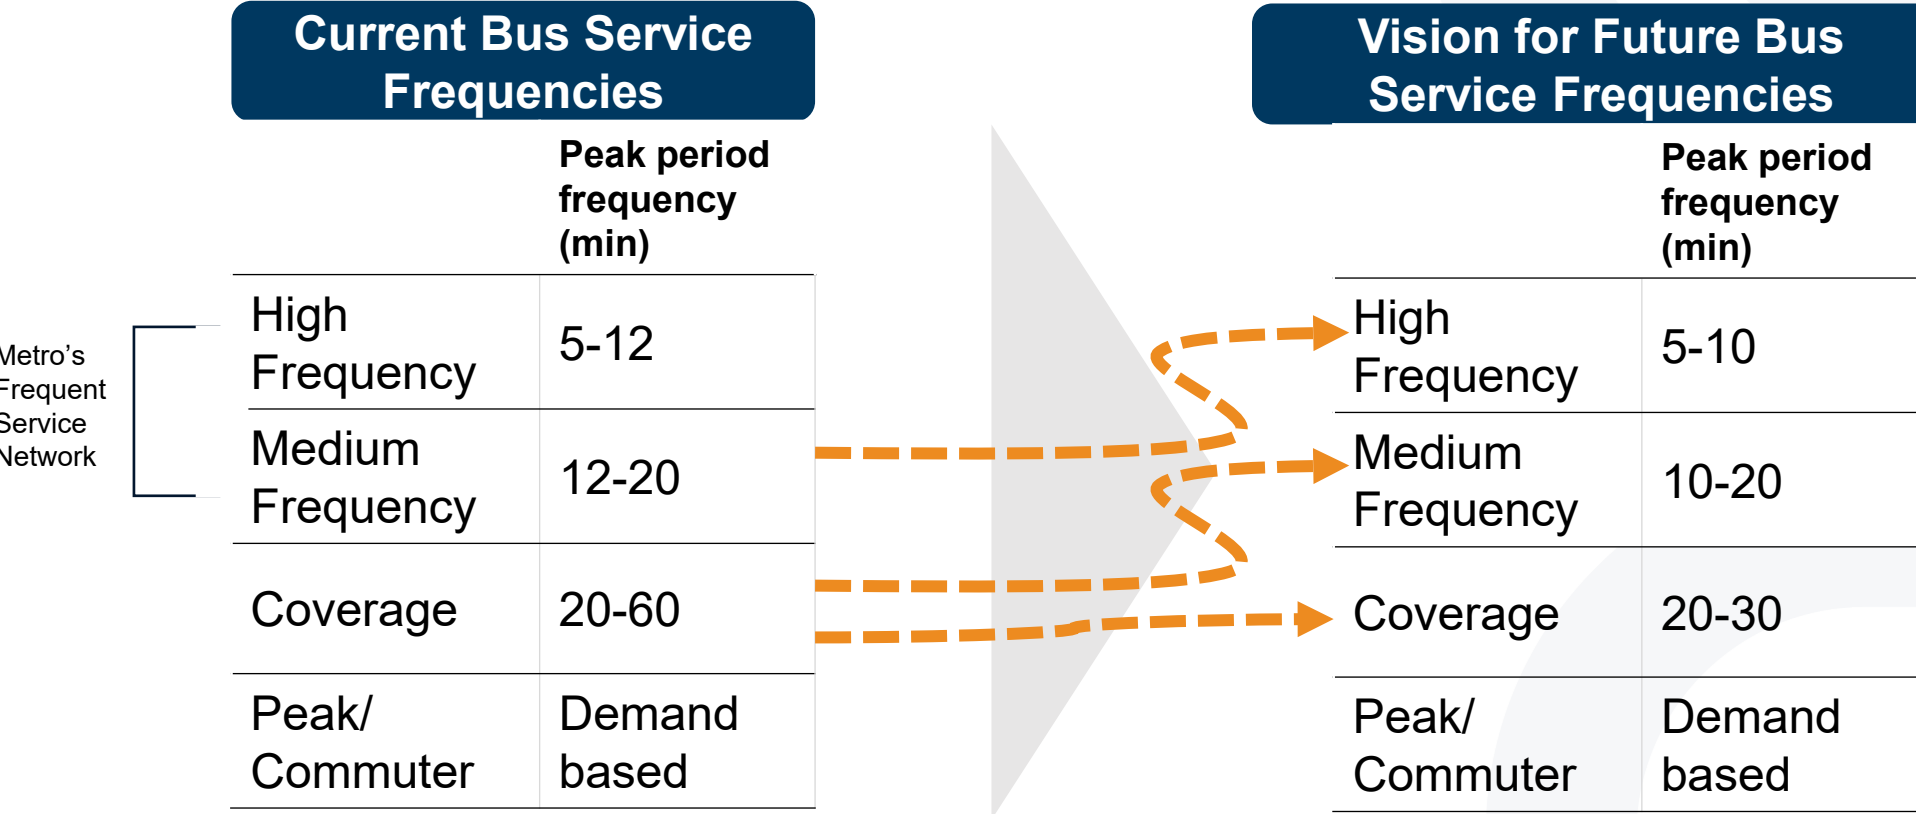 Current Bus Service
Frequencies
Peak period
frequency
(min)
High
Frequency
5-12
Medium
Frequency
12-20
Coverage
20-60
Peak/
Commuter
Demand
based
Metro's
Frequent
Service
Network
Vision for Future Bus
Service Frequencies
Peak period
frequency
(min)
High
Frequency
5-10
Medium
Frequency
10-20
Coverage
20-30
Peak/
Commuter
Demand
based